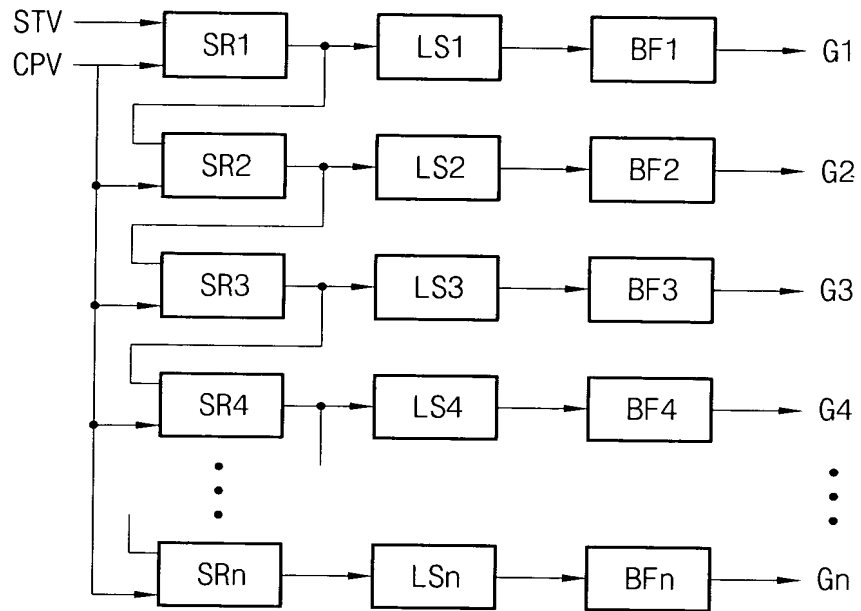 STV
CPV
SR1 LS1 BF1 G1
SR2 LS2 BF2 G2
SR3 LS3 BF3 G3
SR4 LS4 BF4 G4
SRn LSn BFn Gn